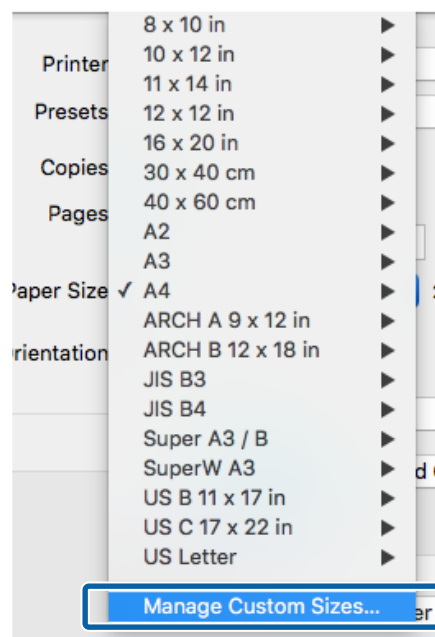 8 x 10 in
Printer
10 x 12 in
11 x 14 in
Presets
12 x 12 in
16 x 20 in
Copies
30 x 40 cm
40 x 60 cm
Pages
A2
A3
Paper Size ✓ A4
ARCH A 9 x 12 in
Orientation
ARCH B 12 x 18 in
JIS B3
JIS B4
Super A3 / B
SuperW A3
US B 11 x 17 in
US C 17 x 22 in
US Letter
Manage Custom Sizes...